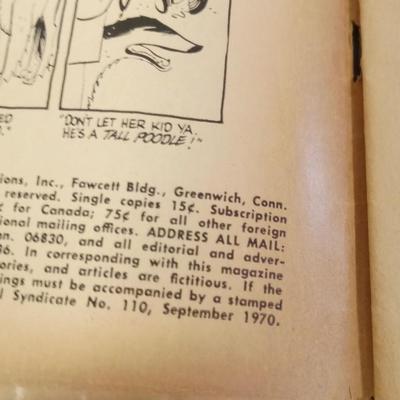 ED
."
"DON'T LET HER KID YA.
HE'S A TALL POODLE!"
ions, Inc., Fawcett Bldg., Greenwich, Conn.
reserved. Single copies 15¢. Subscription
¢ for Canada; 75¢ for all other foreign
ional mailing offices. ADDRESS ALL MAIL:
nn. 06830, and all editorial and adver-
36. In corresponding with this magazine
ories, and articles are fictitious. If the
ings must be accompanied by a stamped
l Syndicate No. 110, September 1970.